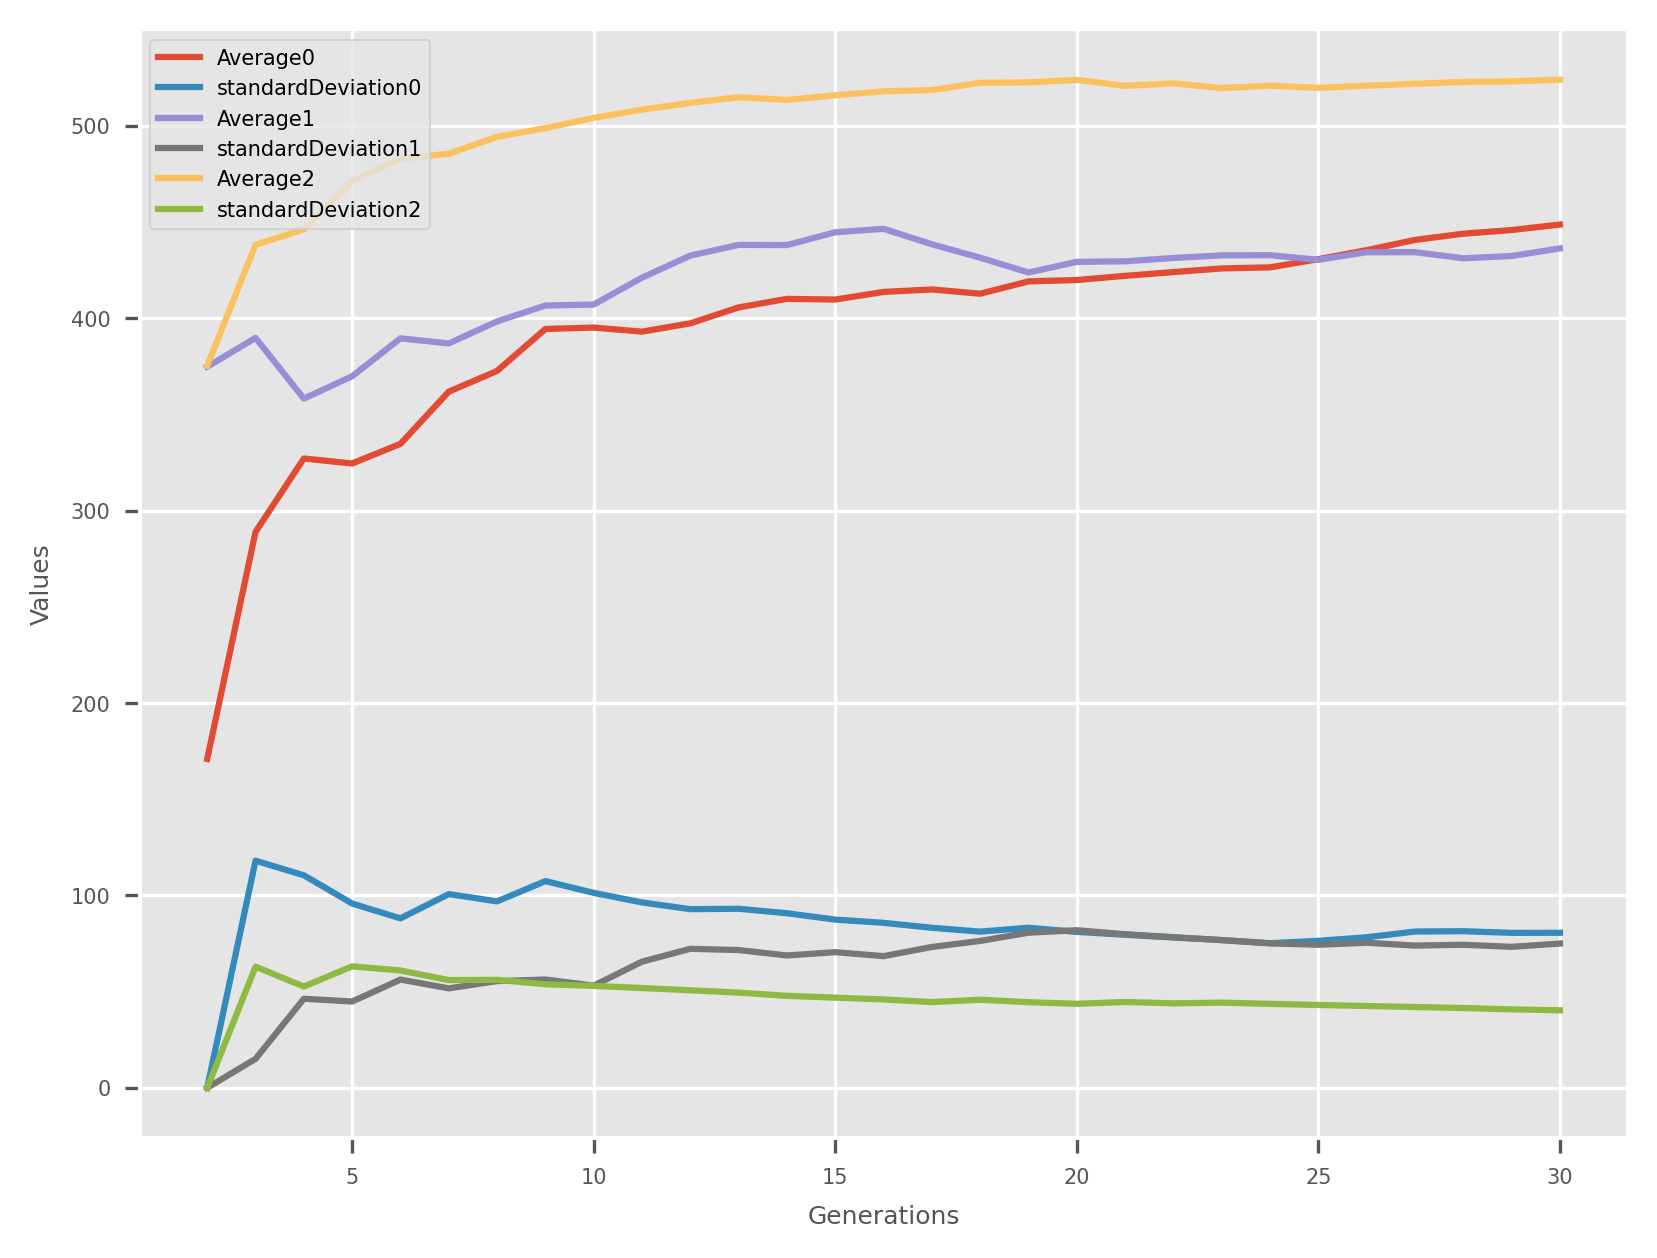 Average0
standardDeviation0
Average1
standardDeviation1
Average2
standardDeviation2
500
400
300
200
100
0
Values
5 10 15 20 25 30
Generations